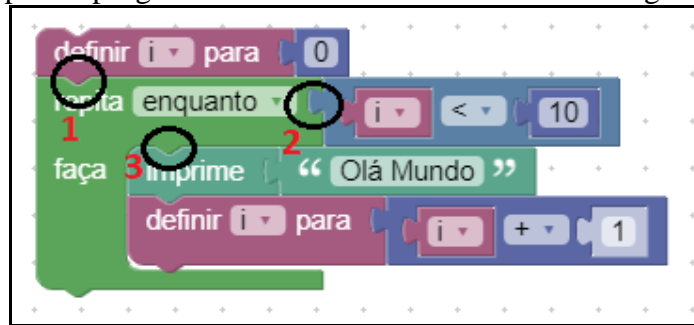 definir i para 0
repita enquanto i < 10
1
2
faça 3 imprime “ Olá Mundo ”
definir i para i + 1